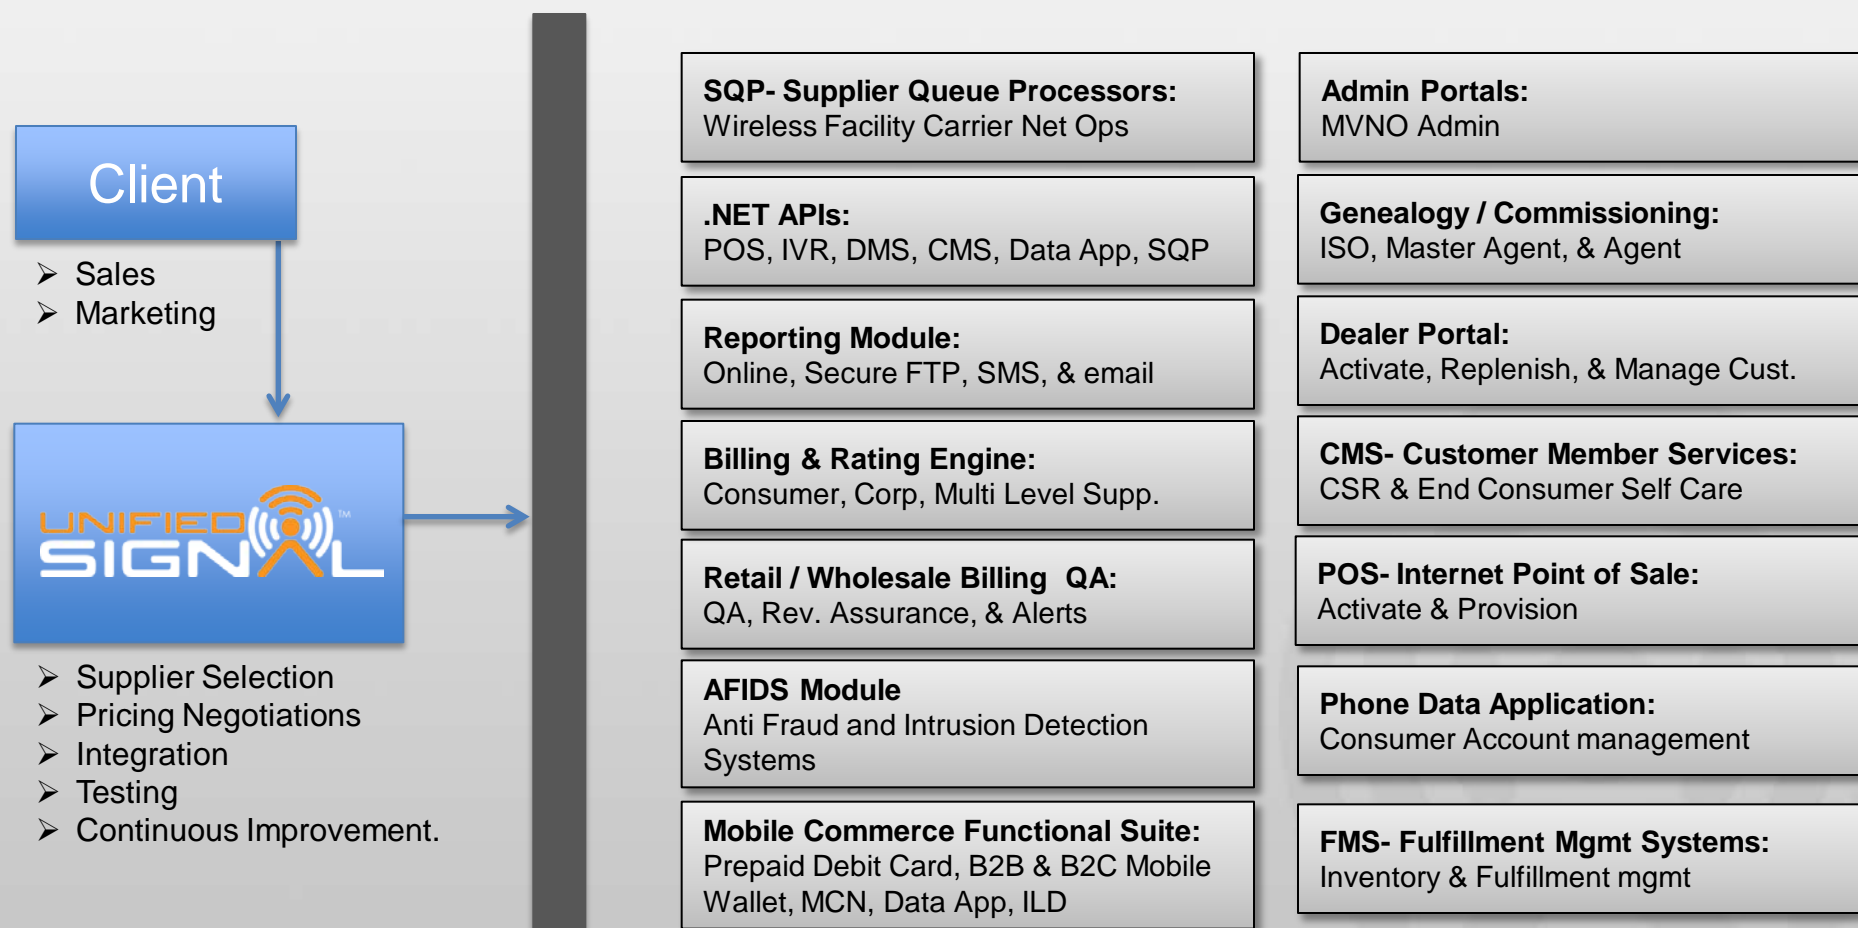 Client
➢ Sales
➢ Marketing
UNIFIED
SIGNAL
TM
➢ Supplier Selection
➢ Pricing Negotiations
➢ Integration
➢ Testing
➢ Continuous Improvement.
SQP- Supplier Queue Processors:
Wireless Facility Carrier Net Ops
.NET APIs:
POS, IVR, DMS, CMS, Data App, SQP
Reporting Module:
Online, Secure FTP, SMS, & email
Billing & Rating Engine:
Consumer, Corp, Multi Level Supp.
Retail / Wholesale Billing  QA:
QA, Rev. Assurance, & Alerts
AFIDS Module
Anti Fraud and Intrusion Detection
Systems
Mobile Commerce Functional Suite:
Prepaid Debit Card, B2B & B2C Mobile
Wallet, MCN, Data App, ILD
Admin Portals:
MVNO Admin
Genealogy / Commissioning:
ISO, Master Agent, & Agent
Dealer Portal:
Activate, Replenish, & Manage Cust.
CMS- Customer Member Services:
CSR & End Consumer Self Care
POS- Internet Point of Sale:
Activate & Provision
Phone Data Application:
Consumer Account management
FMS- Fulfillment Mgmt Systems:
Inventory & Fulfillment mgmt